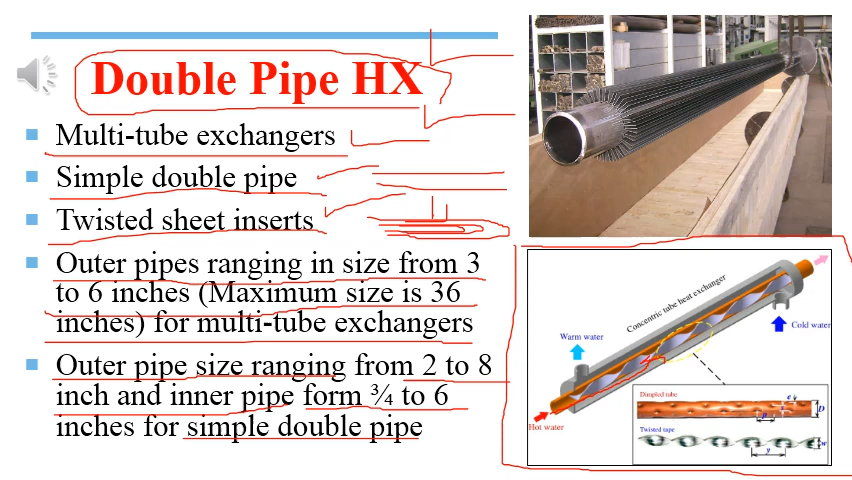 Double Pipe HX
Multi-tube exchangers
Simple double pipe
Twisted sheet inserts
Outer pipes ranging in size from 3
to 6 inches (Maximum size is 36
inches) for multi-tube exchangers
Outer pipe size ranging from 2 to 8
inch and inner pipe form ¾ to 6
inches for simple double pipe
Concentric tube heat exchanger
Warm water
Cold water
Hot water
Dimpled tube
e
D
p
Twisted tape
w
y